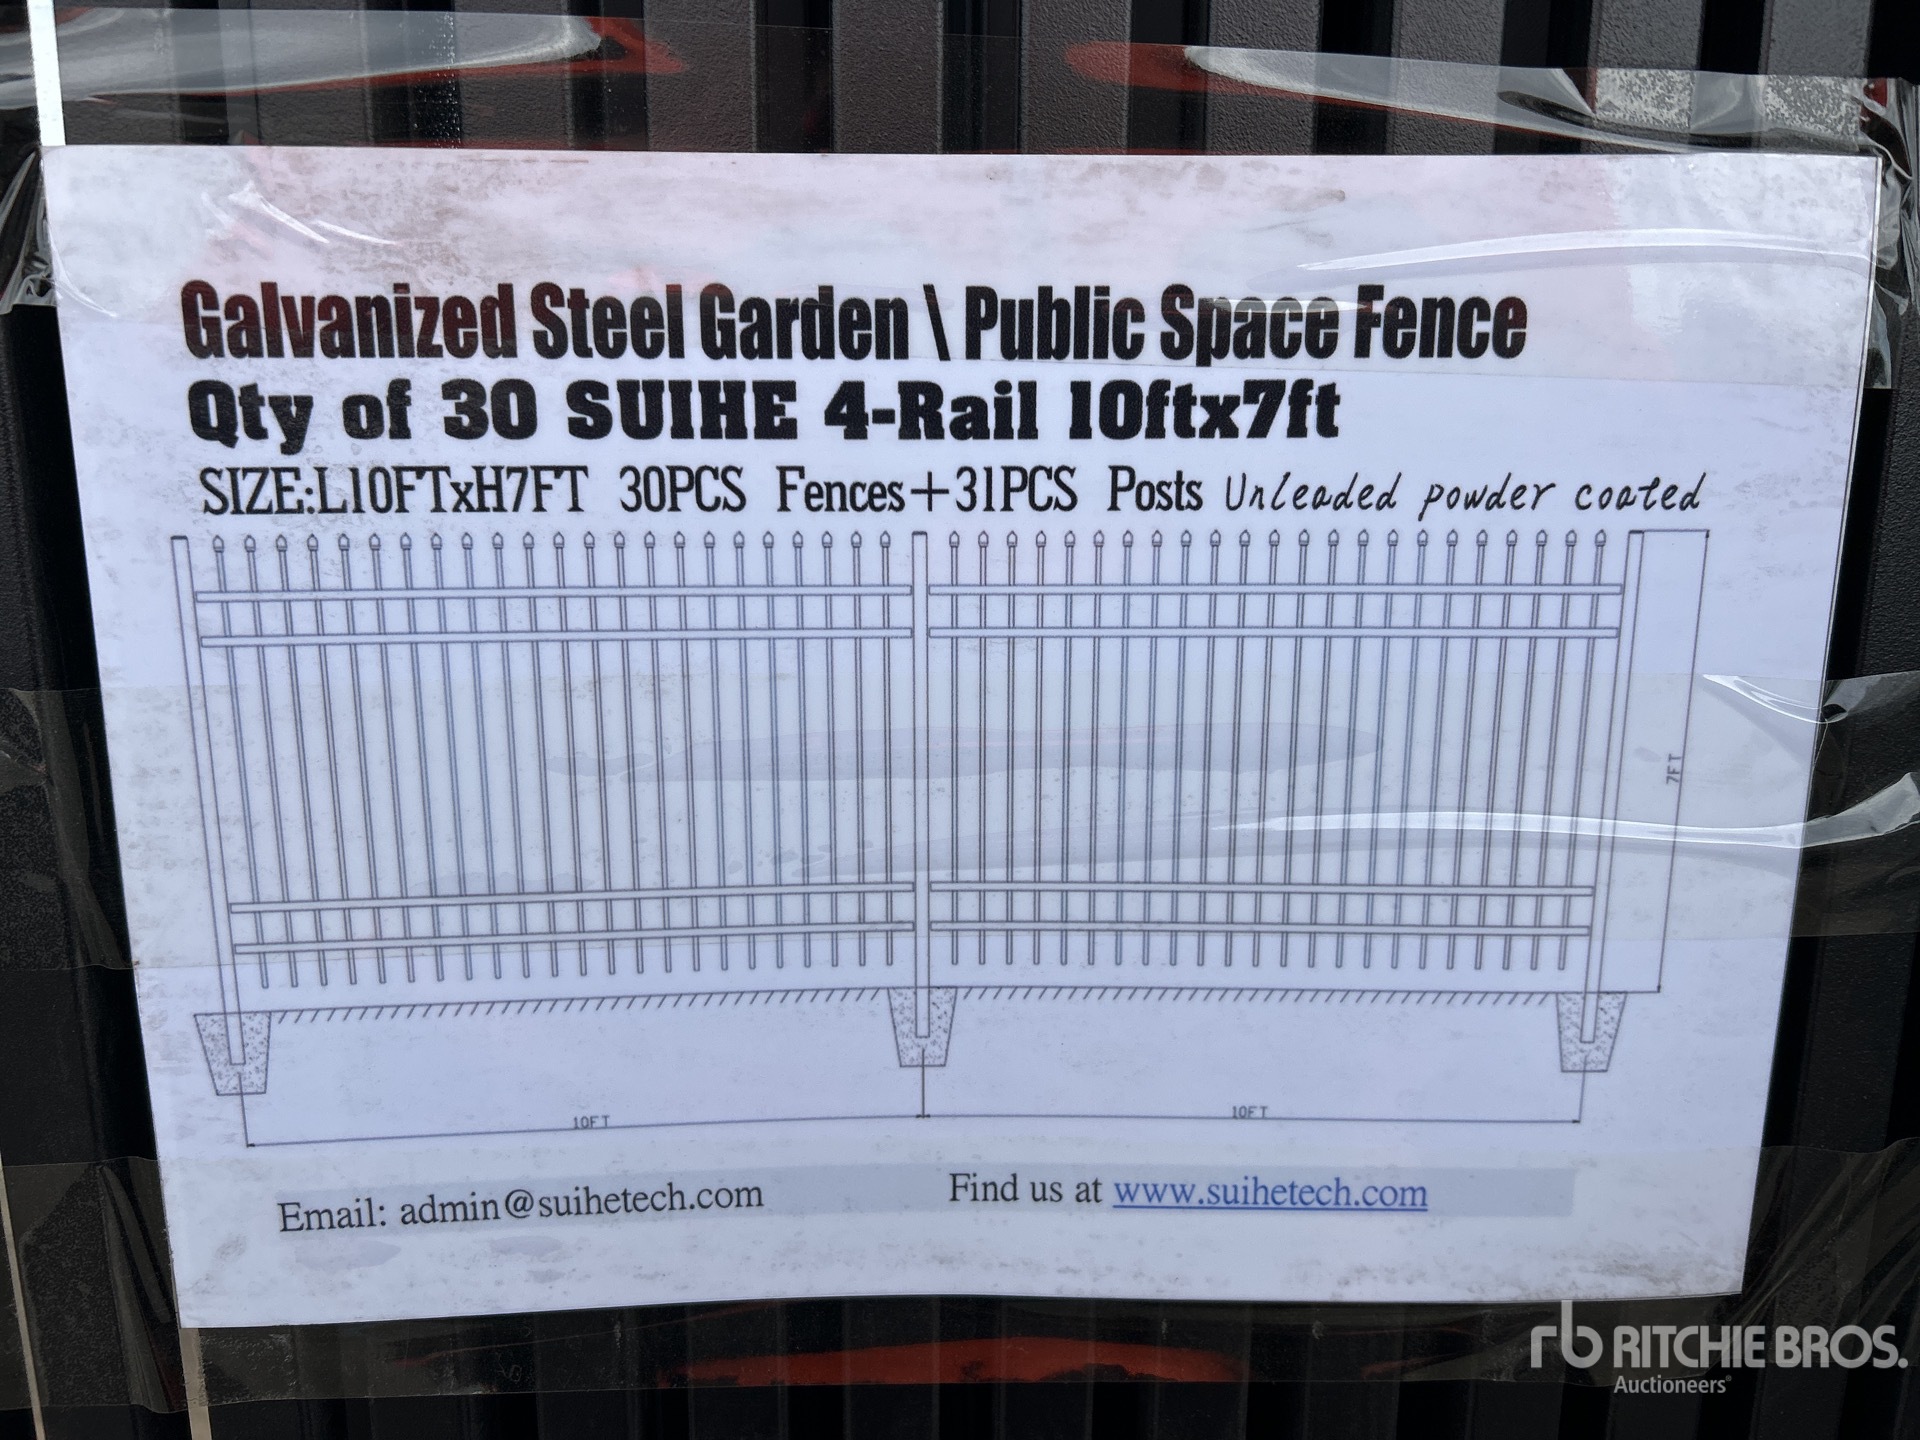 Galvanized Steel Garden \ Public Space Fence
Qty of 30 SUIHE 4-Rail 10ftx7ft
SIZE:L10FTxH7FT 30PCS Fences+31PCS Posts Unleaded powder coated
7FT
10FT 10FT
Email: admin@suihetech.com Find us at www.suihetech.com
rb RITCHIE BROS.
Auctioneers®